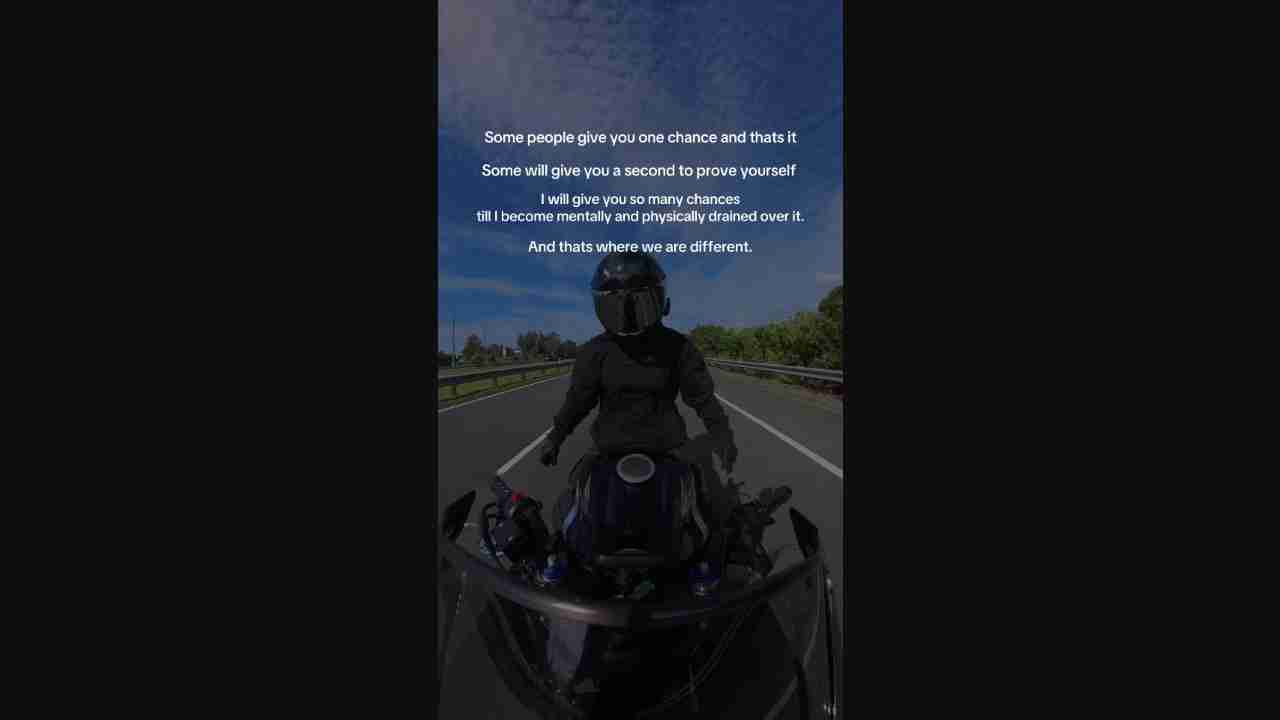 Some people give you one chance and thats it
Some will give you a second to prove yourself
I will give you so many chances
till I become mentally and physically drained over it.
And thats where we are different.